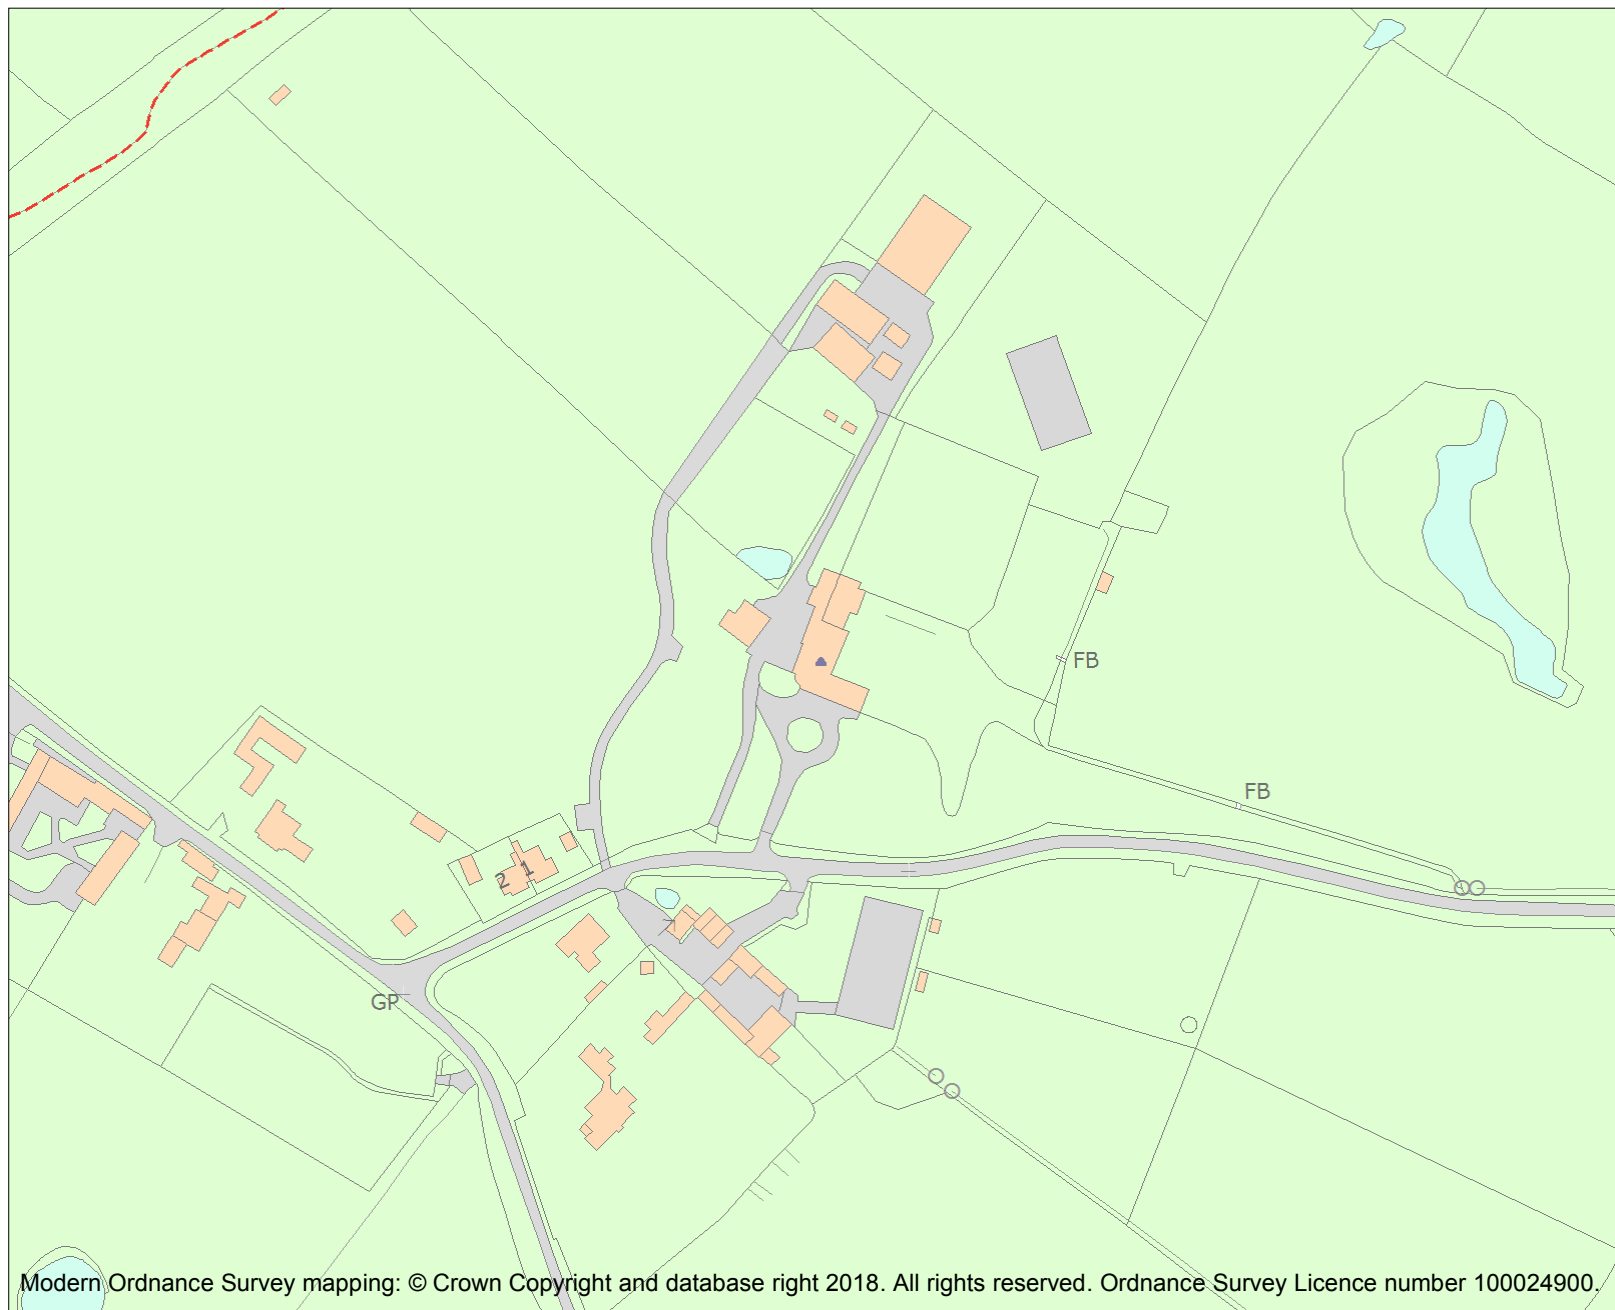 FB
FB
2 1
GP
Modern Ordnance Survey mapping: © Crown Copyright and database right 2018. All rights reserved. Ordnance Survey Licence number 100024900.